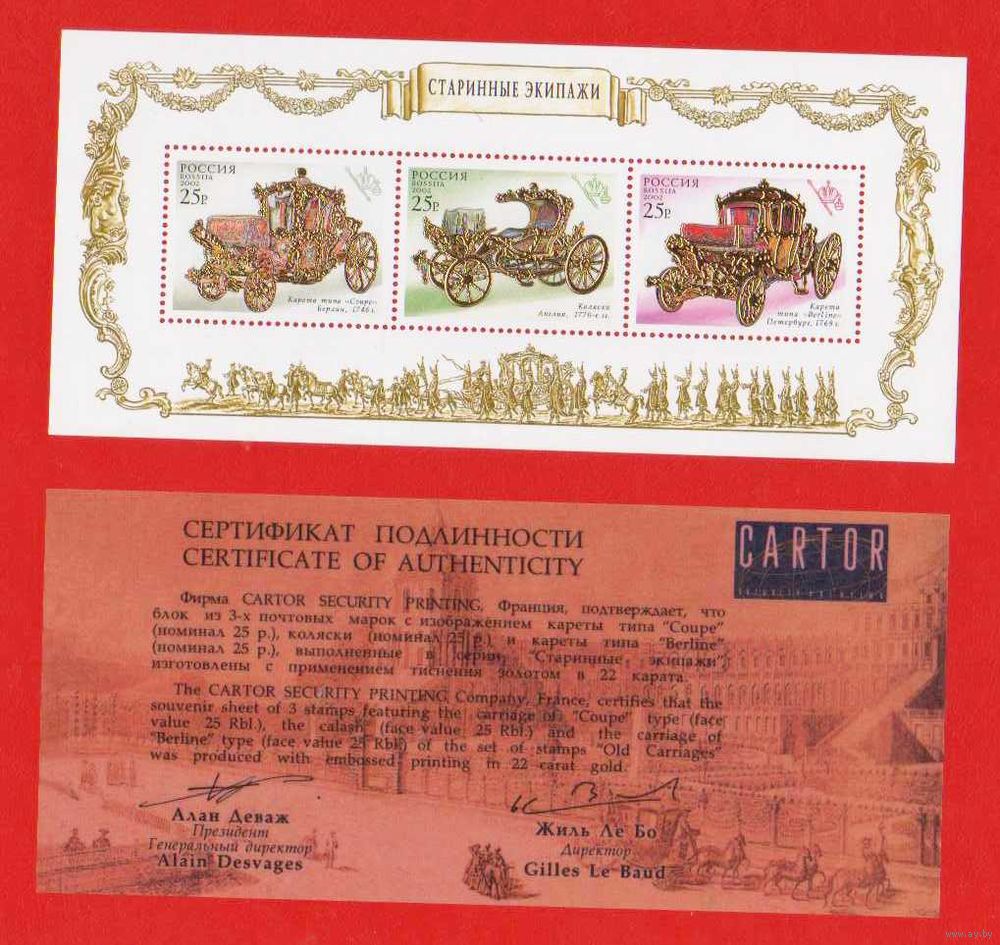 СТАРИННЫЕ ЭКИПАЖИ
РОССИЯ
ROSSIJA
2002
25р
Карета типа «Coupe»
Берлин, 1746 г.
РОССИЯ
ROSSIJA
2002
25р
Коляска
Англия, 1770-е гг.
РОССИЯ
ROSSIJA
2002
25р
Карета
типа «Berline»
Петербург, 1769 г.
СЕРТИФИКАТ ПОДЛИННОСТИ
CERTIFICATE OF AUTHENTICITY
CARTOR
SECURITY PRINTING
Фирма CARTOR SECURITY PRINTING, Франция, подтверждает, что
блок из 3-х почтовых марок с изображением кареты типа "Coupe"
(номинал 25 р.), коляски (номинал 25 р.) и кареты типа "Berline"
(номинал 25 р.), выполненные в серии "Старинные экипажи",
изготовлены с применением тиснения золотом в 22 карата.
The CARTOR SECURITY PRINTING Company, France, certifies that the
souvenir sheet of 3 stamps featuring the carriage of "Coupe" type (face
value 25 Rbl.), the calash (face value 25 Rbl.) and the carriage of
"Berline" type (face value 25 Rbl.) of the set of stamps "Old Carriages"
was produced with embossed printing in 22 carat gold.
Алан Деваж
Президент
Генеральный директор
Alain Desvages
Жиль Ле Бо
Директор
Gilles Le Baud
www.ay.by